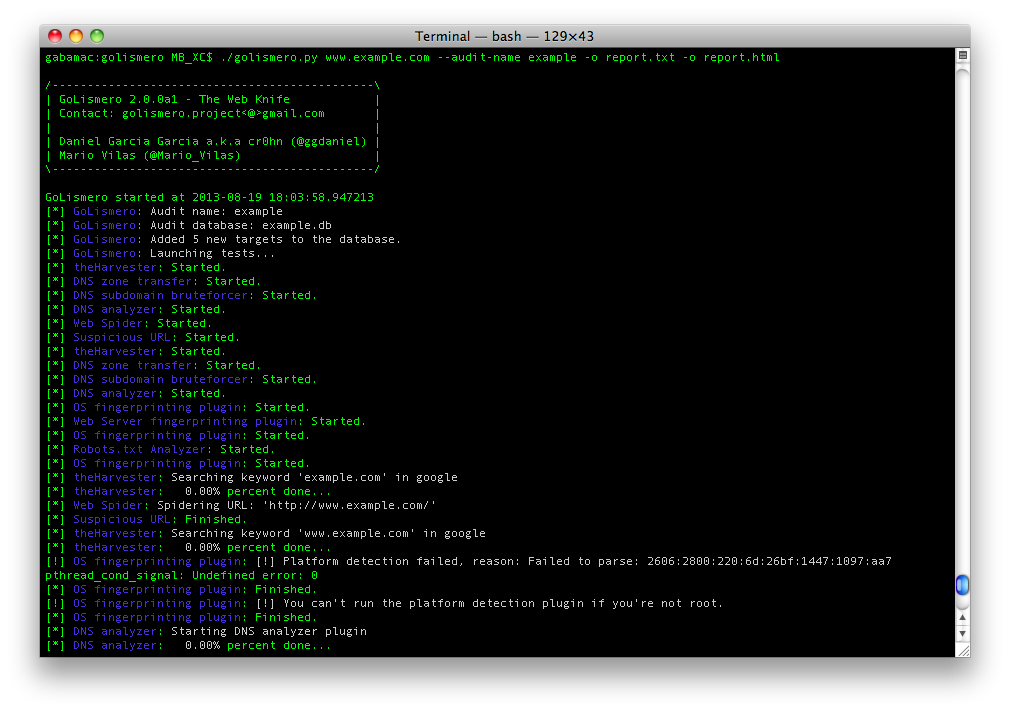 Terminal — bash — 129×43
gabamac:golismero MB_XC$ ./golismero.py www.example.com --audit-name example -o report.txt -o report.html
/----------------------------------------------\
| GoLismero 2.0.0a1 - The Web Knife            |
| Contact: golismero.project<@>gmail.com       |
|                                              |
| Daniel Garcia Garcia a.k.a cr0hn (@ggdaniel) |
| Mario Vilas (@Mario_Vilas)                   |
\----------------------------------------------/
GoLismero started at 2013-08-19 18:03:58.947213
[*] GoLismero: Audit name: example
[*] GoLismero: Audit database: example.db
[*] GoLismero: Added 5 new targets to the database.
[*] GoLismero: Launching tests...
[*] theHarvester: Started.
[*] DNS zone transfer: Started.
[*] DNS subdomain bruteforcer: Started.
[*] DNS analyzer: Started.
[*] Web Spider: Started.
[*] Suspicious URL: Started.
[*] theHarvester: Started.
[*] DNS zone transfer: Started.
[*] DNS subdomain bruteforcer: Started.
[*] DNS analyzer: Started.
[*] OS fingerprinting plugin: Started.
[*] Web Server fingerprinting plugin: Started.
[*] OS fingerprinting plugin: Started.
[*] Robots.txt Analyzer: Started.
[*] OS fingerprinting plugin: Started.
[*] theHarvester: Searching keyword 'example.com' in google
[*] theHarvester:   0.00% percent done...
[*] Web Spider: Spidering URL: 'http://www.example.com/'
[*] Suspicious URL: Finished.
[*] theHarvester: Searching keyword 'www.example.com' in google
[*] theHarvester:   0.00% percent done...
[!] OS fingerprinting plugin: [!] Platform detection failed, reason: Failed to parse: 2606:2800:220:6d:26bf:1447:1097:aa7
pthread_cond_signal: Undefined error: 0
[*] OS fingerprinting plugin: Finished.
[!] OS fingerprinting plugin: [!] You can't run the platform detection plugin if you're not root.
[*] OS fingerprinting plugin: Finished.
[*] DNS analyzer: Starting DNS analyzer plugin
[*] DNS analyzer:   0.00% percent done...